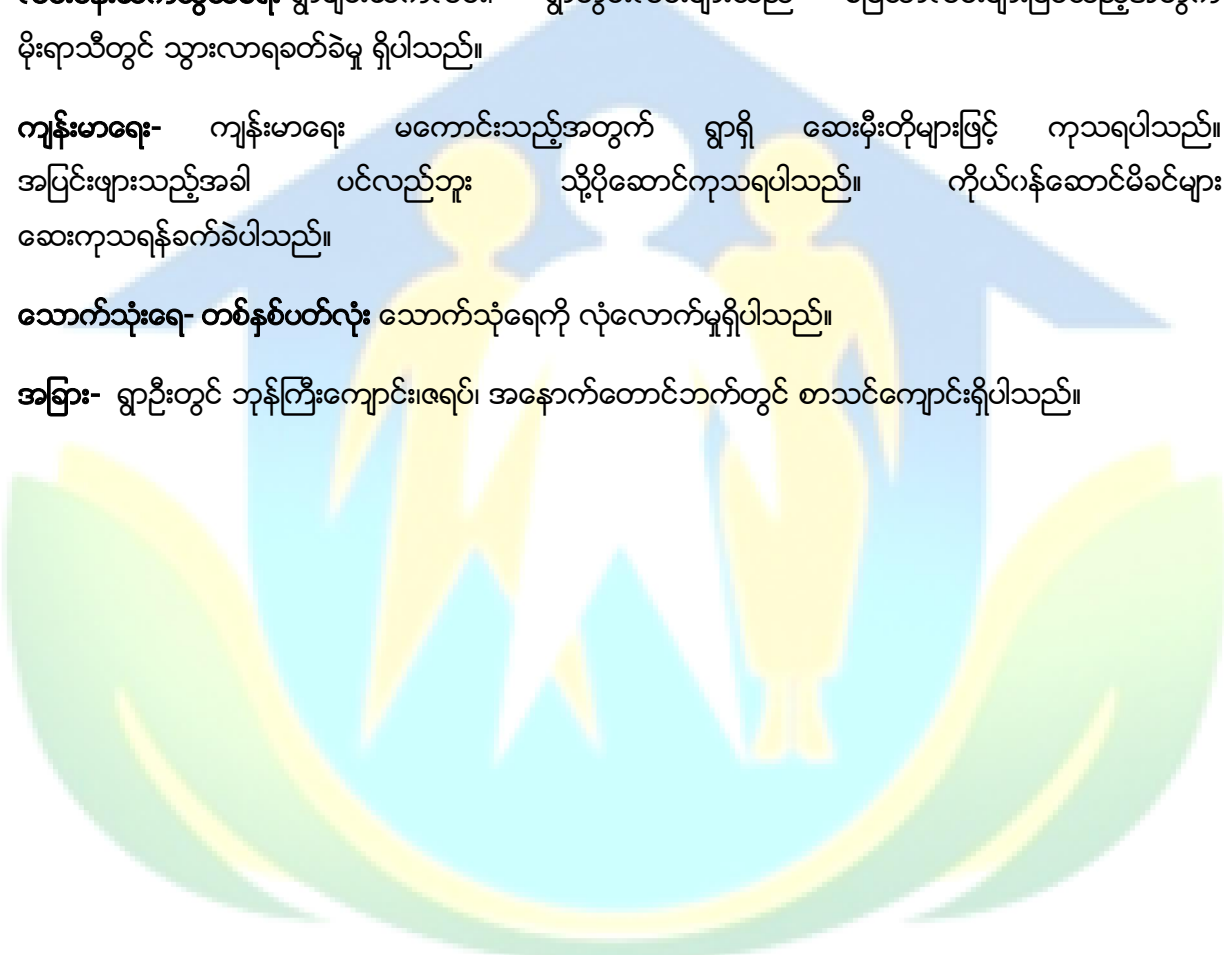 မိုးရာသီတွင် သွားလာရခတ်ခဲမှု ရှိပါသည်။
ကျန်းမာရေး- ကျန်းမာရေး မကောင်းသည့်အတွက် ရွာရှိ ဆေးမှီးတိုများဖြင့် ကုသရပါသည်။
အပြင်းဖျားသည့်အခါ ပင်လည်ဘူး သို့ပို့ဆောင်ကုသရပါသည်။ ကိုယ်ဂန်ဆောင်မိခင်များ
ဆေးကုသရန်ခက်ခဲပါသည်။
သောက်သုံးရေ- တစ်နှစ်ပတ်လုံး သောက်သုံရေကို လုံလောက်မှုရှိပါသည်။
အခြား- ရွာဦးတွင် ဘုန်ကြီးကျောင်း၊ဇရပ်၊ အနောက်တောင်ဘက်တွင် စာသင်ကျောင်းရှိပါသည်။